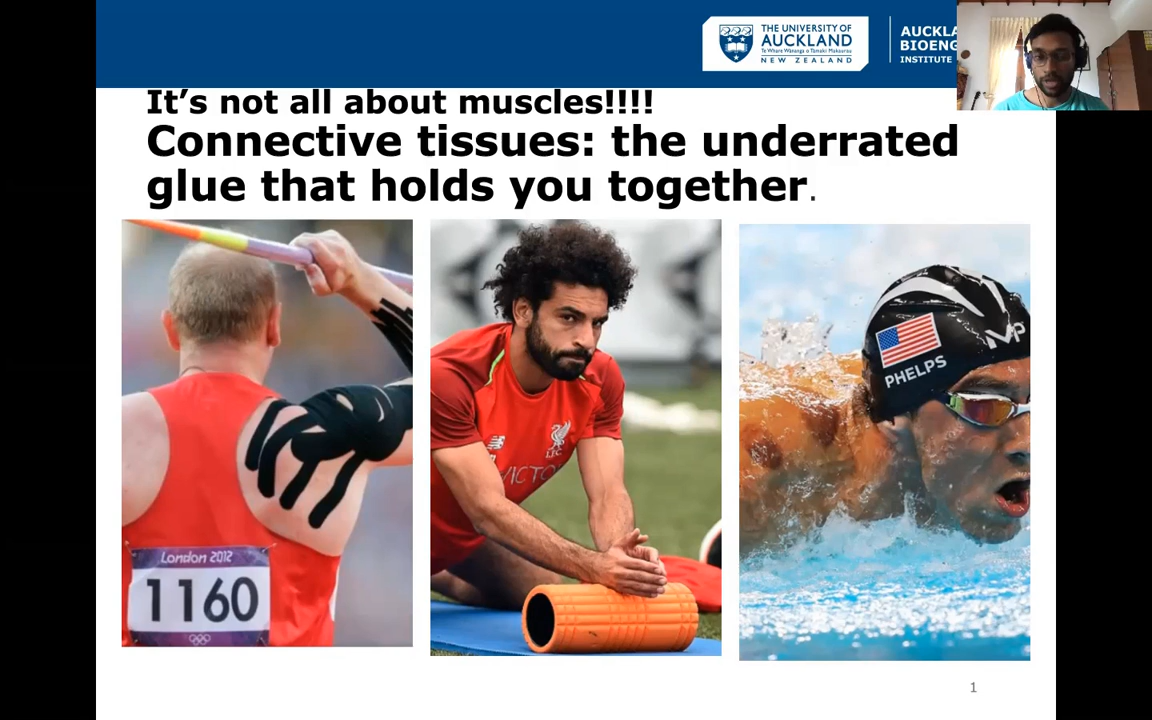 THE UNIVERSITY OF
AUCKLAND
Te Whare Wānanga o Tāmaki Makaurau
NEW ZEALAND
AUCKLA
BIOENG
INSTITUTE
It’s not all about muscles!!!!
Connective tissues: the underrated
glue that holds you together.
London 2012
1160
VICTO
L.F.C.
PHELPS
MP
1